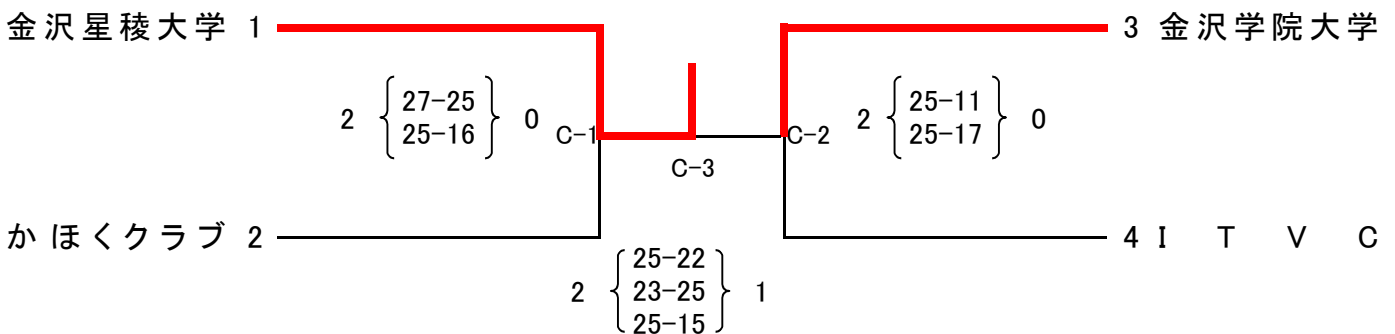 金沢星稜大学 1
3 金沢学院大学
2 27-25 0
25-16
C-1
C-2
2 25-11 0
25-17
C-3
かほくクラブ 2
4 I T V C
2 25-22 1
23-25
25-15